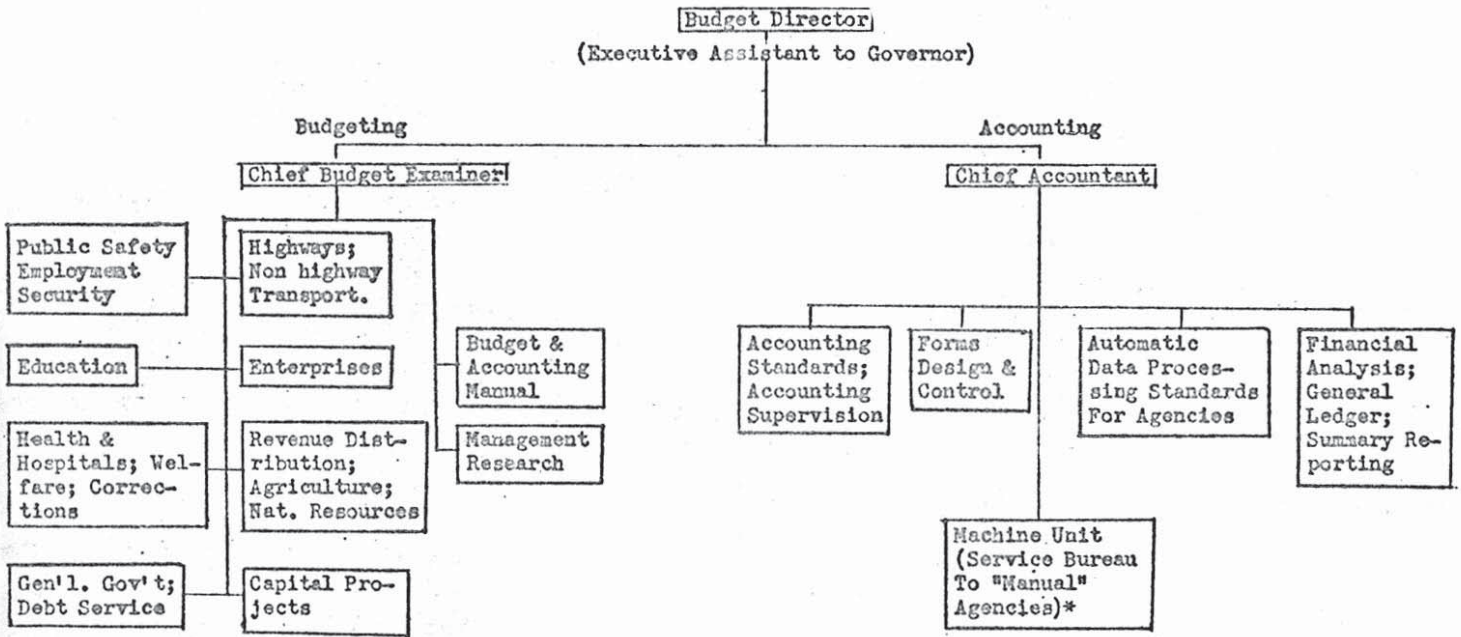 Budget Director
(Executive Assistant to Governor)
Budgeting
Accounting
Chief Budget Examiner
Chief Accountant
Public Safety
Employment
Security
Highways;
Non highway
Transport.
Education
Enterprises
Budget &
Accounting
Manual
Health &
Hospitals; Wel-
fare; Correc-
tions
Revenue Dist-
ribution;
Agriculture;
Nat. Resources
Management
Research
Gen'l. Gov't;
Debt Service
Capital Pro-
jects
Accounting
Standards;
Accounting
Supervision
Forms
Design &
Control
Automatic
Data Proces-
sing Standards
For Agencies
Financial
Analysis;
General
Ledger;
Summary Re-
porting
Machine Unit
(Service Bureau
To "Manual"
Agencies)*